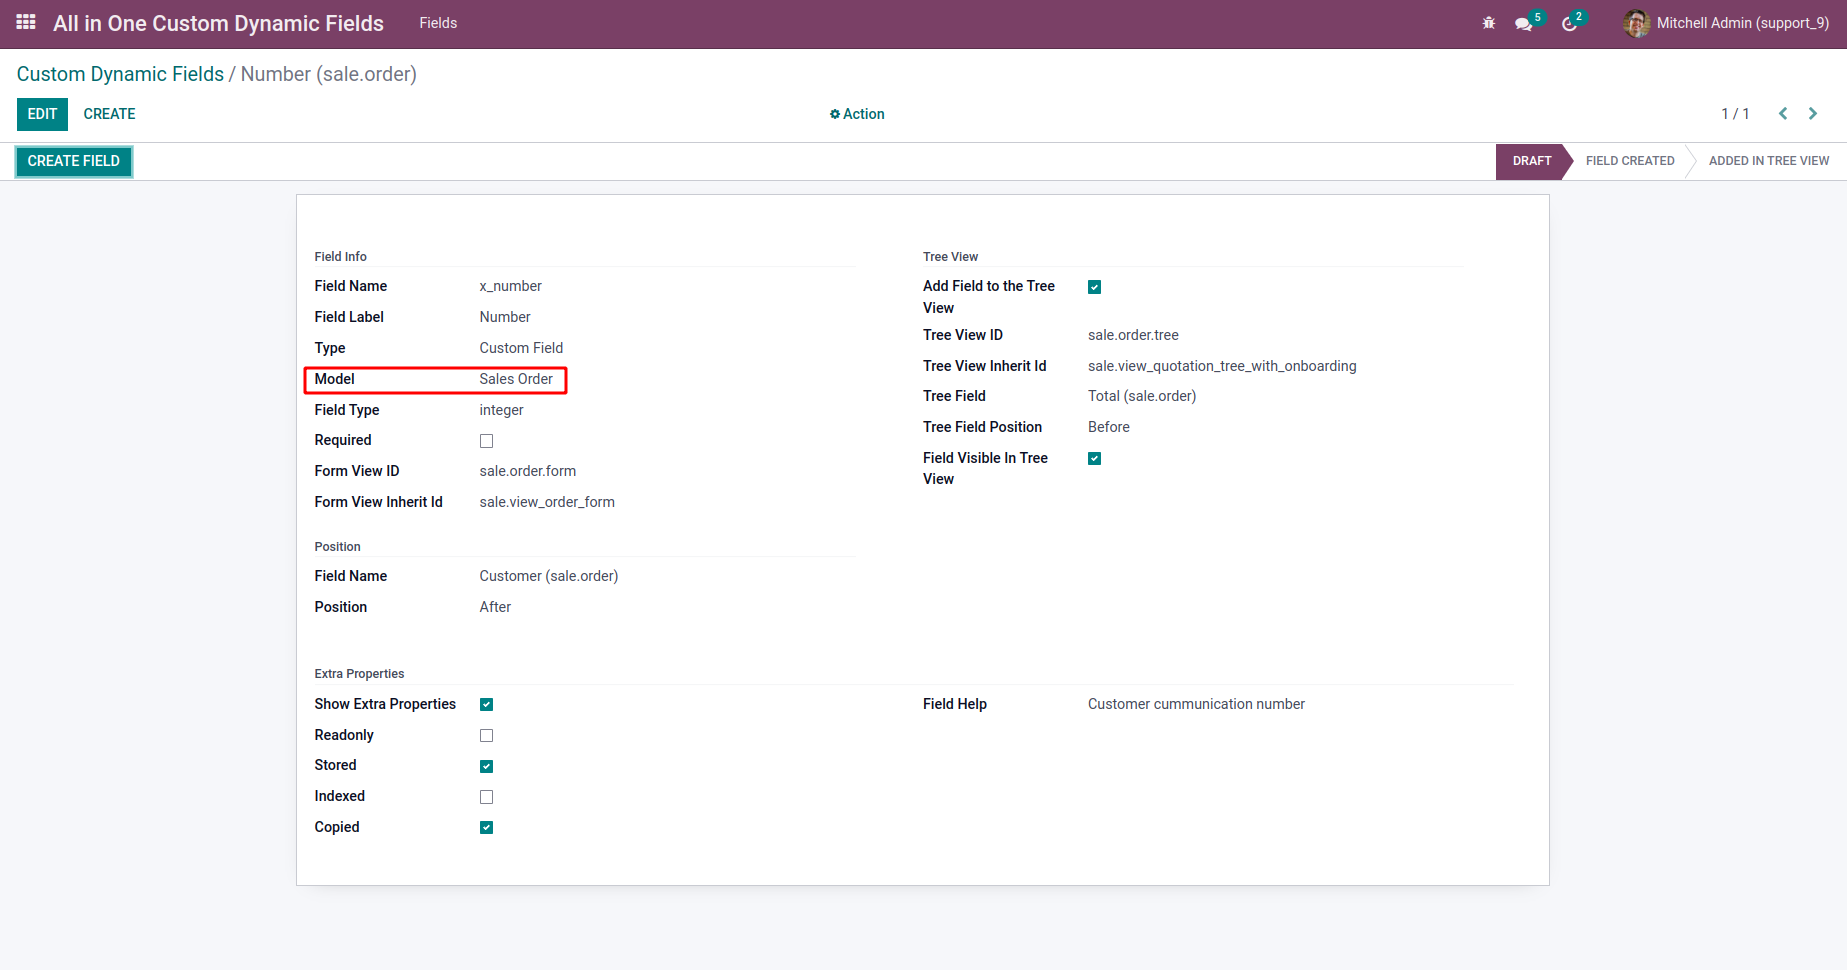 All in One Custom Dynamic Fields Fields 5 2 Mitchell Admin (support_9)
Custom Dynamic Fields / Number (sale.order)
EDIT CREATE Action 1 / 1
CREATE FIELD DRAFT FIELD CREATED ADDED IN TREE VIEW
Field Info
Field Name x_number
Field Label Number
Type Custom Field
Model Sales Order
Field Type integer
Required
Form View ID sale.order.form
Form View Inherit Id sale.view_order_form
Tree View
Add Field to the Tree
View
Tree View ID sale.order.tree
Tree View Inherit Id sale.view_quotation_tree_with_onboarding
Tree Field Total (sale.order)
Tree Field Position Before
Field Visible In Tree
View
Position
Field Name Customer (sale.order)
Position After
Extra Properties
Show Extra Properties
Readonly
Stored
Indexed
Copied
Field Help Customer cummunication number